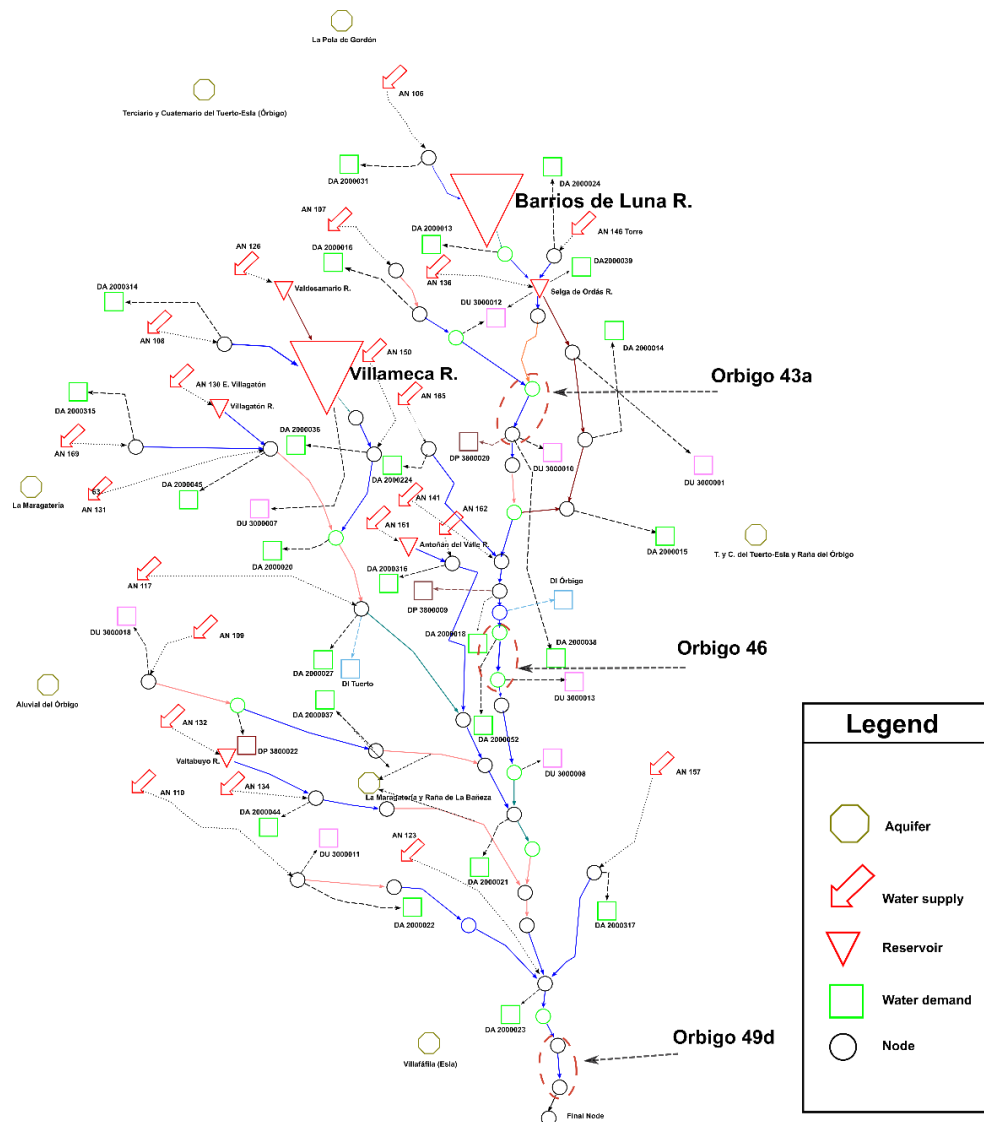 La Pola de Gordón
AN 106
Terciario y Cuaternario del Tuerto-Esla (Órbigo)
DA 2000031
DA 2000024
Barrios de Luna R.
AN 107
DA 2000013
AN 146 Torre
AN 126
DA 2000016
DA2000039
AN 136
DA 2000314
Valdesamario R.
Selga de Ordás R.
DU 3000012
AN 108
AN 150
DA 2000014
Villameca R.
Orbigo 43a
AN 130 E. Villagatón
AN 165
DA 2000315
Villagatón R.
DA 2000035
DP 3800020
AN 169
DU 3000010
DA 2000224
DU 3000001
La Maragatería
63
DA 2000045
AN 141
AN 131
AN 162
DU 3000007
AN 161
Antoñán del Valle R.
T. y C. del Tuerto-Esla y Raña del Órbigo
DA 2000015
DA 2000020
DA 2000316
AN 117
DI Órbigo
DP 3800009
DU 3000018
AN 109
DA 2000018
DA 2000038
Orbigo 46
DA 2000027
DI Tuerto
DU 3000013
Aluvial del Órbigo
DA 2000037
AN 132
DA 2000052
Legend
DP 3800022
Valtabuyo R.
DU 3000008
AN 157
AN 110
AN 134
La Maragatería y Raña de La Bañeza
DA 2000044
Aquifer
AN 123
DU 3000011
DA 2000021
Water supply
DA 2000022
DA 2000317
Reservoir
Water demand
DA 2000023
Orbigo 49d
Node
Villafáfila (Esla)
Final Node